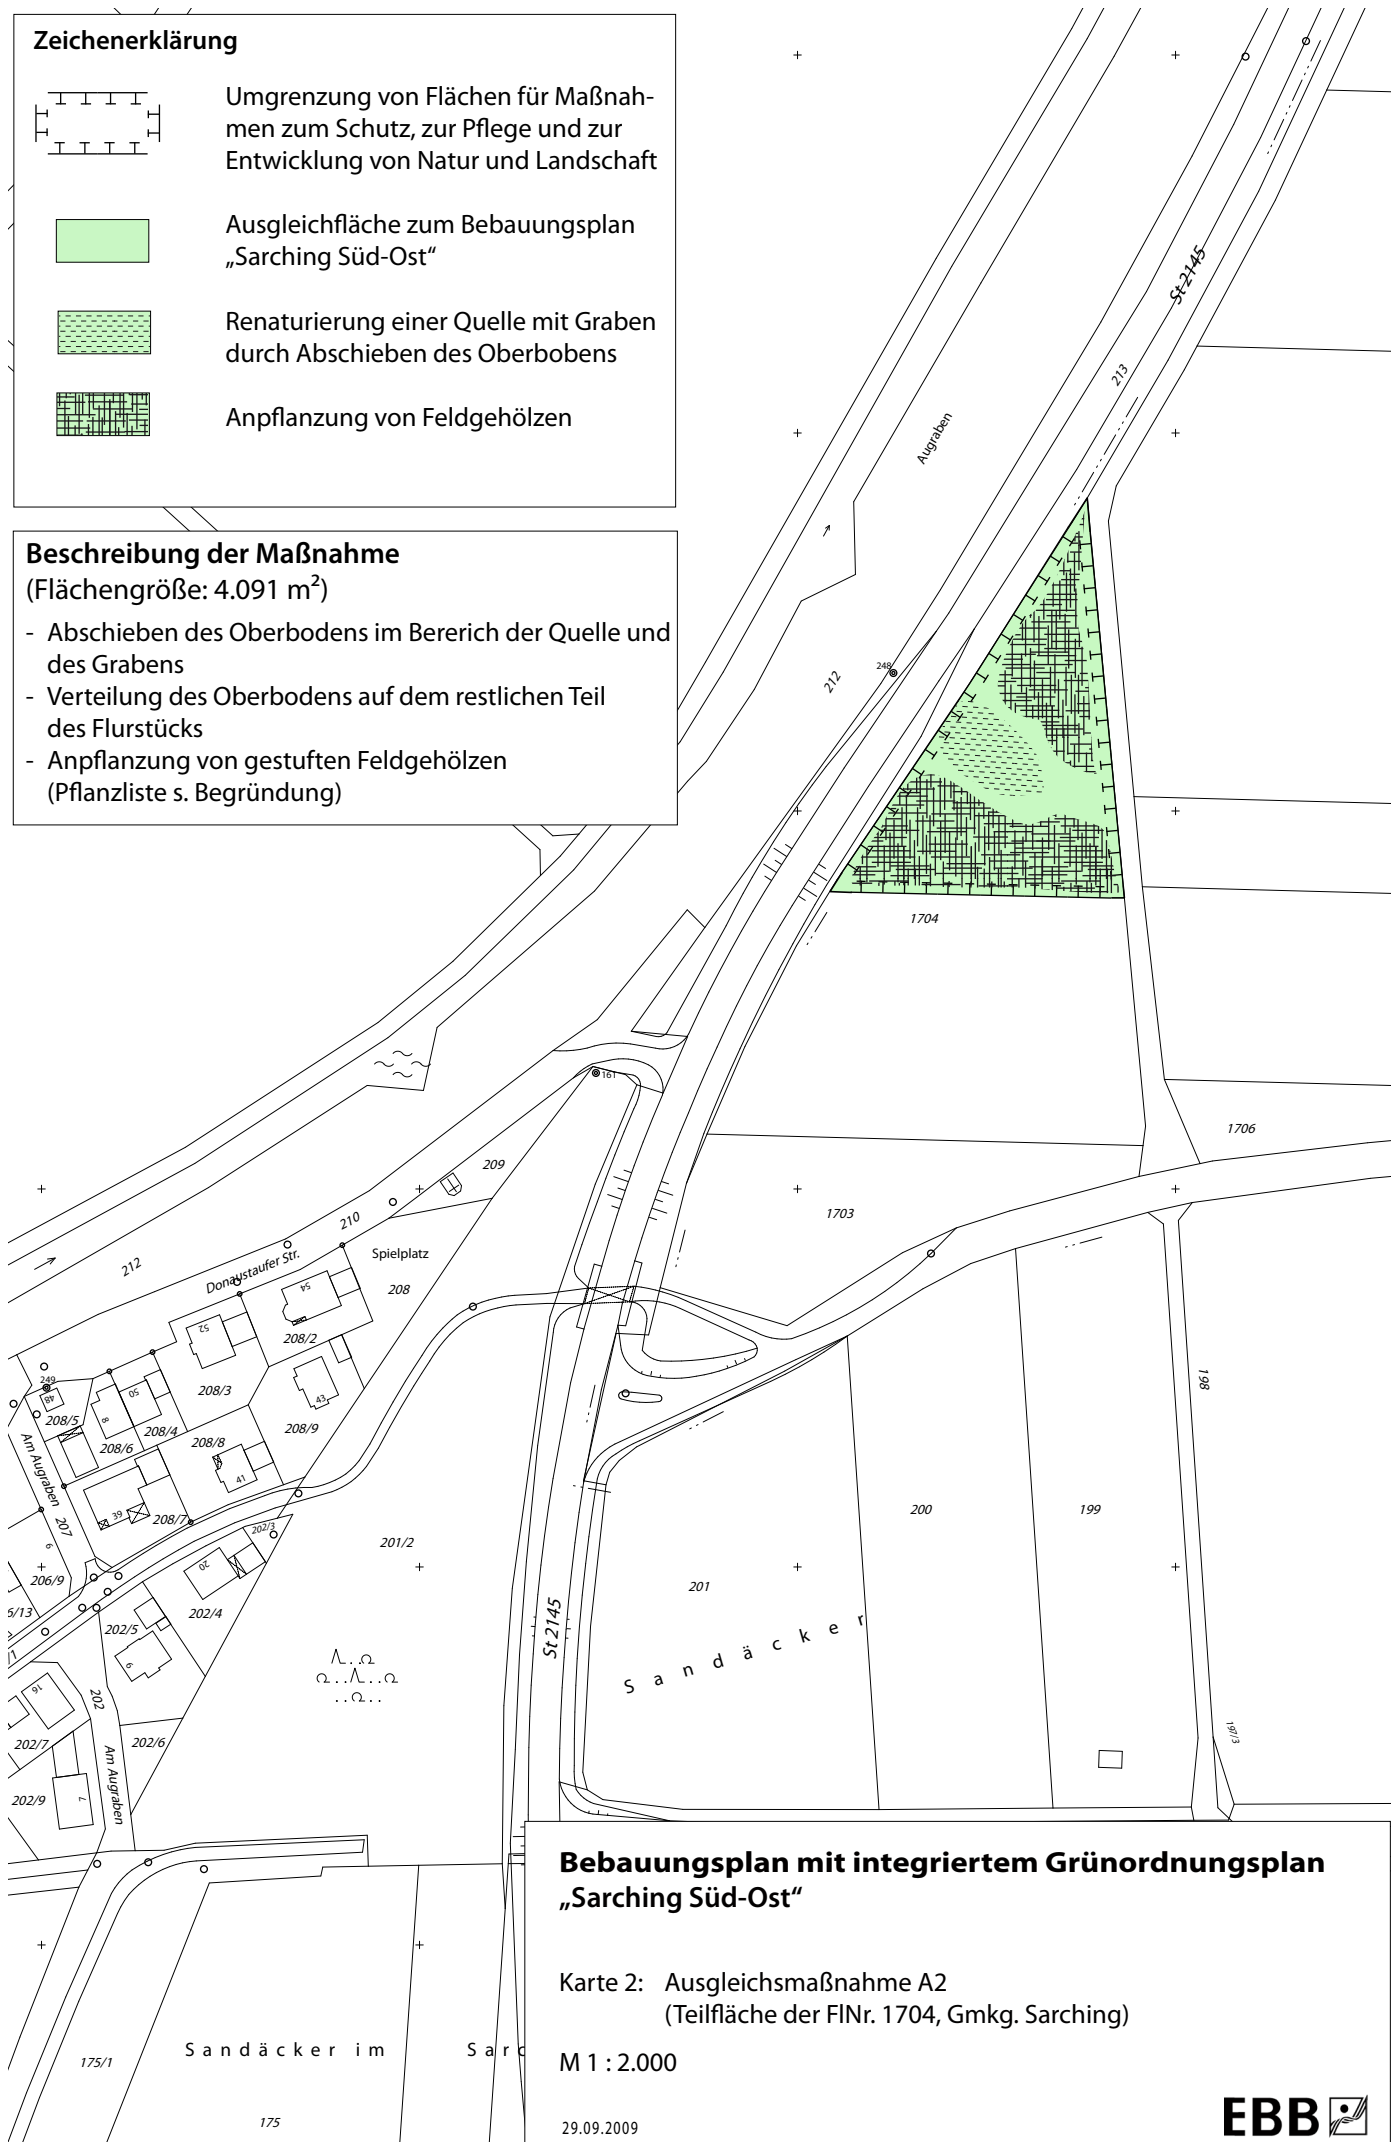 Zeichenerklärung
Umgrenzung von Flächen für Maßnah-
men zum Schutz, zur Pflege und zur
Entwicklung von Natur und Landschaft
Ausgleichfläche zum Bebauungsplan
„Sarching Süd-Ost“
Renaturierung einer Quelle mit Graben
durch Abschieben des Oberbobens
Anpflanzung von Feldgehölzen
Beschreibung der Maßnahme
(Flächengröße: 4.091 m²)
- Abschieben des Oberbodens im Bererich der Quelle und
des Grabens
- Verteilung des Oberbodens auf dem restlichen Teil
des Flurstücks
- Anpflanzung von gestuften Feldgehölzen
(Pflanzliste s. Begründung)
St 2145
213
Augraben
248
212
1704
161
1706
209
1703
210
212
Donaustaufer Str.
Spielplatz
208
54
52
208/2
249
48
50
208/3
43
198
208/5
8
208/4
208/9
208/6
208/8
Am Augraben
41
39
207
208/7
200
199
202/3
6
201/2
20
206/9
201
6/13
202/4
St 2145
202/5
Sandäcker
/1
9
16
202
197/3
202/7
202/6
Am Augraben
202/9
7
Bebauungsplan mit integriertem Grünordnungsplan
„Sarching Süd-Ost“
Karte 2: Ausgleichsmaßnahme A2
(Teilfläche der FlNr. 1704, Gmkg. Sarching)
M 1 : 2.000
29.09.2009
EBB
Sandäcker im Sarc
175/1
175